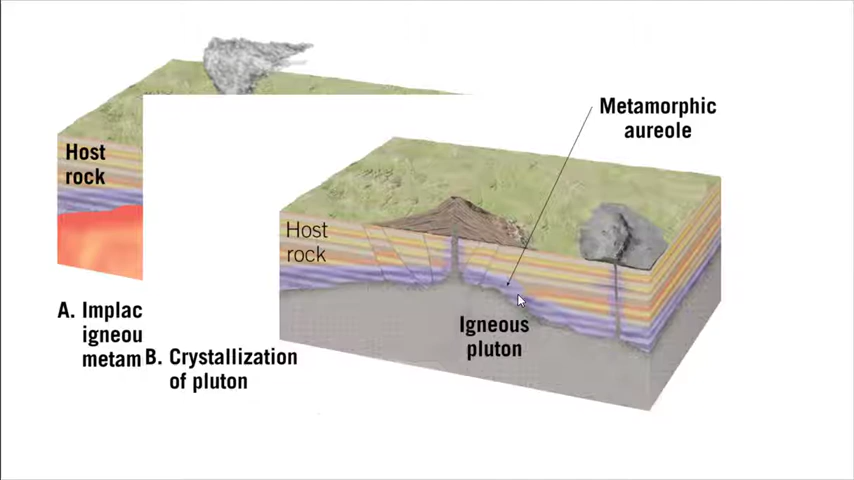 Host
rock
A. Implac
igneou
metam
Metamorphic
aureole
Host
rock
Igneous
pluton
B. Crystallization
of pluton